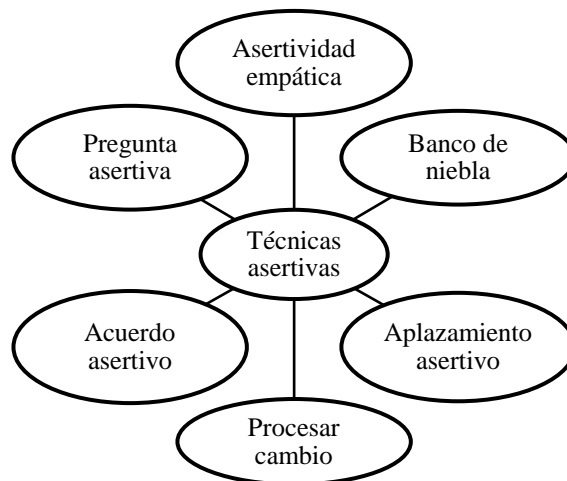 Asertividad
empática
Pregunta
asertiva
Banco de
niebla
Técnicas
asertivas
Acuerdo
asertivo
Aplazamiento
asertivo
Procesar
cambio